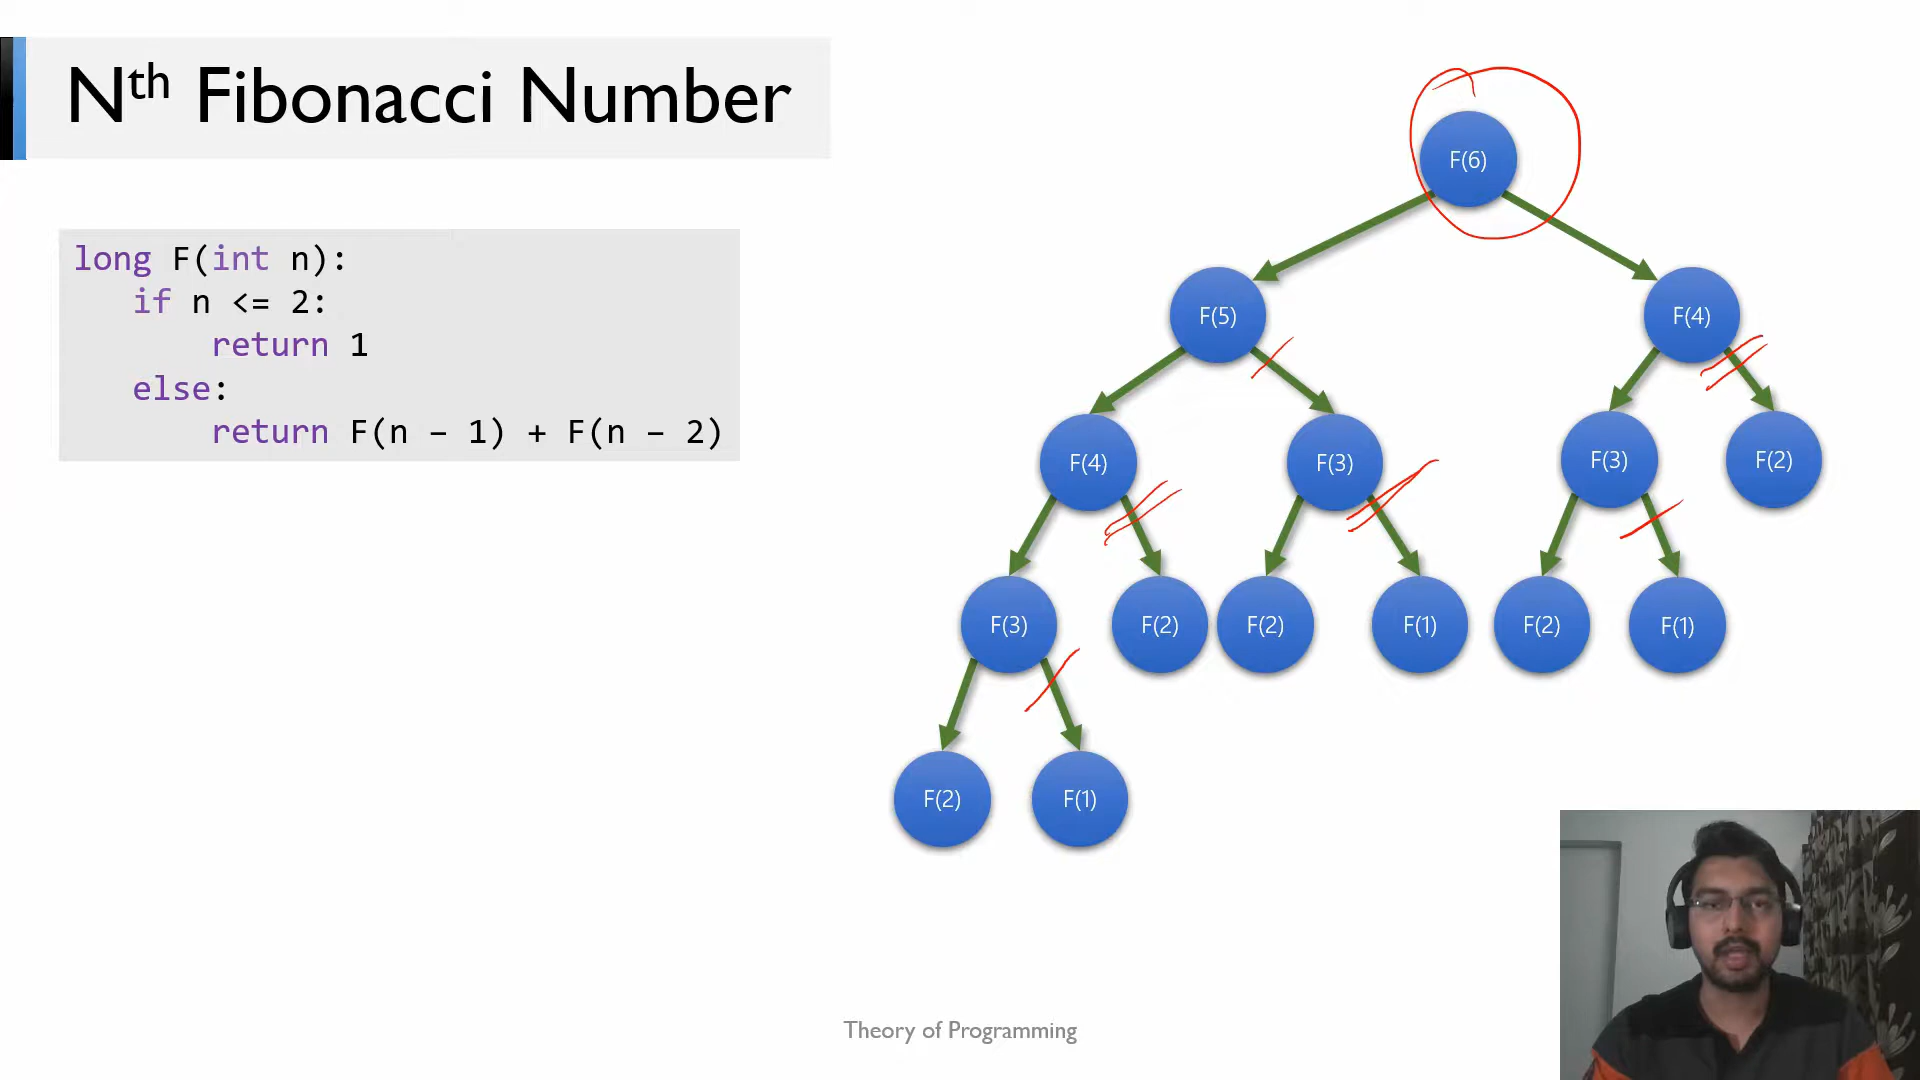 Nth Fibonacci Number
long F(int n):
if n <= 2:
return 1
else:
return F(n – 1) + F(n – 2)
F(6)
F(5) F(4)
F(4) F(3) F(3) F(2)
F(3) F(2) F(2) F(1) F(2) F(1)
F(2) F(1)
Theory of Programming